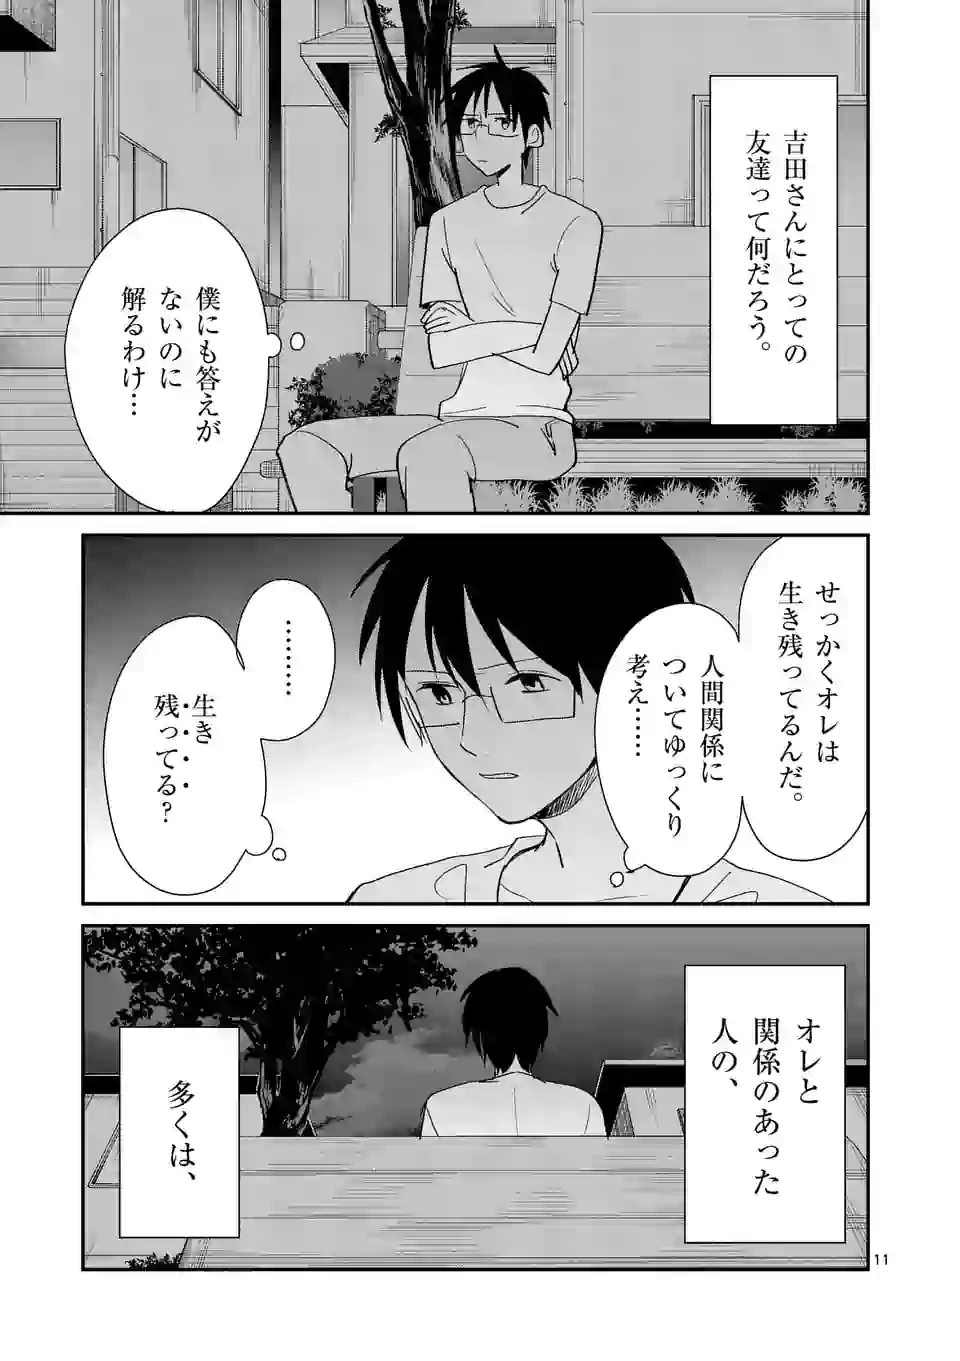 吉田さんにとっての
友達って何だろう。
僕にも答えが
ないのに
解るわけ…
せっかくオレは
生き残ってるんだ。
人間関係に
ついてゆっくり
考え……
………
生き
残ってる?
オレと
関係のあった
人の、
多くは、
11